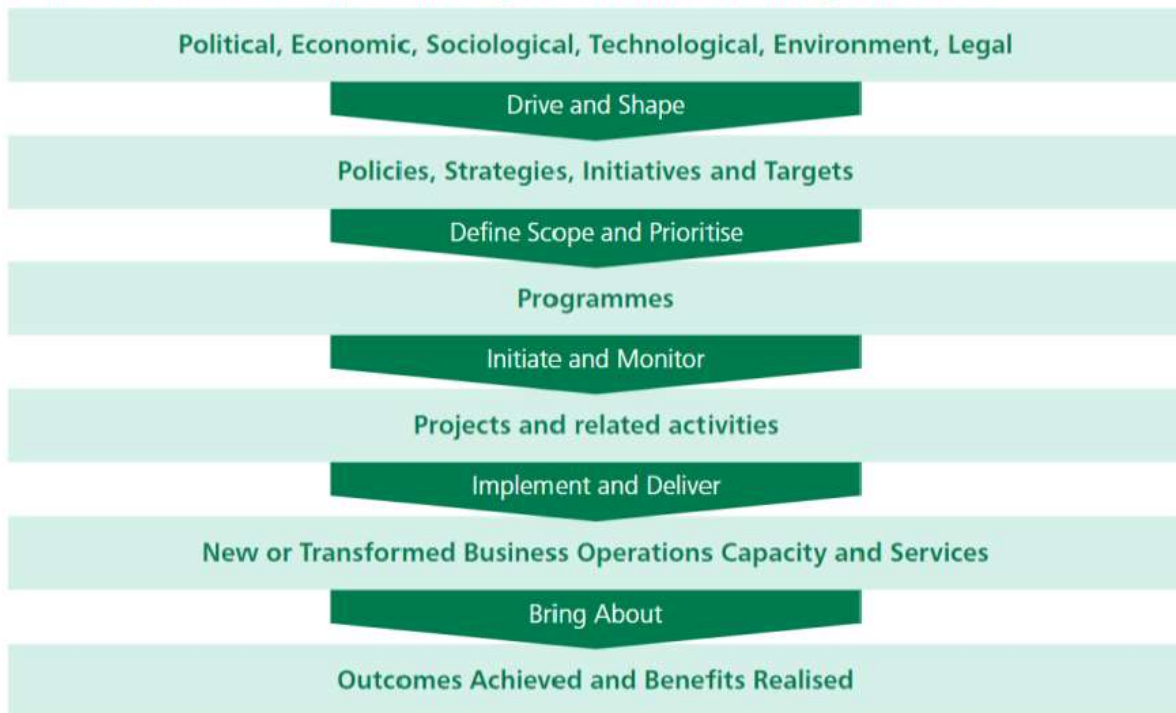 Political, Economic, Sociological, Technological, Environment, Legal
Drive and Shape
Policies, Strategies, Initiatives and Targets
Define Scope and Prioritise
Programmes
Initiate and Monitor
Projects and related activities
Implement and Deliver
New or Transformed Business Operations Capacity and Services
Bring About
Outcomes Achieved and Benefits Realised